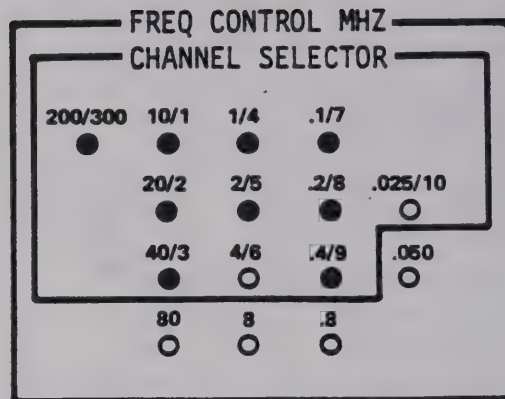 FREQ CONTROL MHZ
CHANNEL SELECTOR
200/300 10/1 1/4 .1/7
20/2 2/5 .2/8 .025/10
40/3 4/6 .4/9 .050
80 8 .8